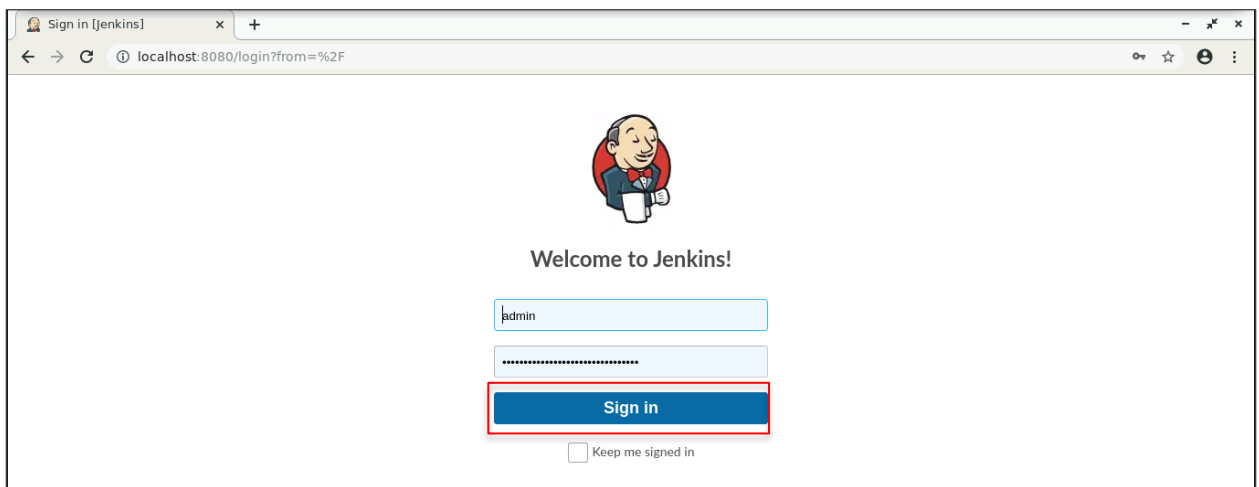 Sign in [Jenkins]
localhost:8080/login?from=%2F
Welcome to Jenkins!
admin
••••••••••••••••••••••••••••••••
Sign in
Keep me signed in